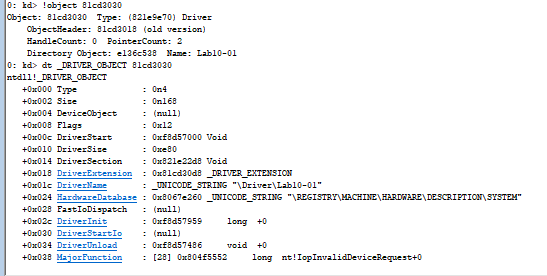 0: kd> !object 81cd3030
Object: 81cd3030  Type: (821e9e70) Driver
    ObjectHeader: 81cd3018 (old version)
    HandleCount: 0  PointerCount: 2
    Directory Object: e136c538  Name: Lab10-01
0: kd> dt _DRIVER_OBJECT 81cd3030
ntdll!_DRIVER_OBJECT
   +0x000 Type             : 0n4
   +0x002 Size             : 0n168
   +0x004 DeviceObject     : (null)
   +0x008 Flags            : 0x12
   +0x00c DriverStart      : 0xf8d57000 Void
   +0x010 DriverSize       : 0xe80
   +0x014 DriverSection    : 0x821e22d8 Void
   +0x018 DriverExtension  : 0x81cd30d8 _DRIVER_EXTENSION
   +0x01c DriverName       : _UNICODE_STRING "\Driver\Lab10-01"
   +0x024 HardwareDatabase : 0x8067e260 _UNICODE_STRING "\REGISTRY\MACHINE\HARDWARE\DESCRIPTION\SYSTEM"
   +0x028 FastIoDispatch   : (null)
   +0x02c DriverInit       : 0xf8d57959     long  +0
   +0x030 DriverStartIo    : (null)
   +0x034 DriverUnload     : 0xf8d57486     void  +0
   +0x038 MajorFunction    : [28] 0x804f5552     long  nt!IopInvalidDeviceRequest+0